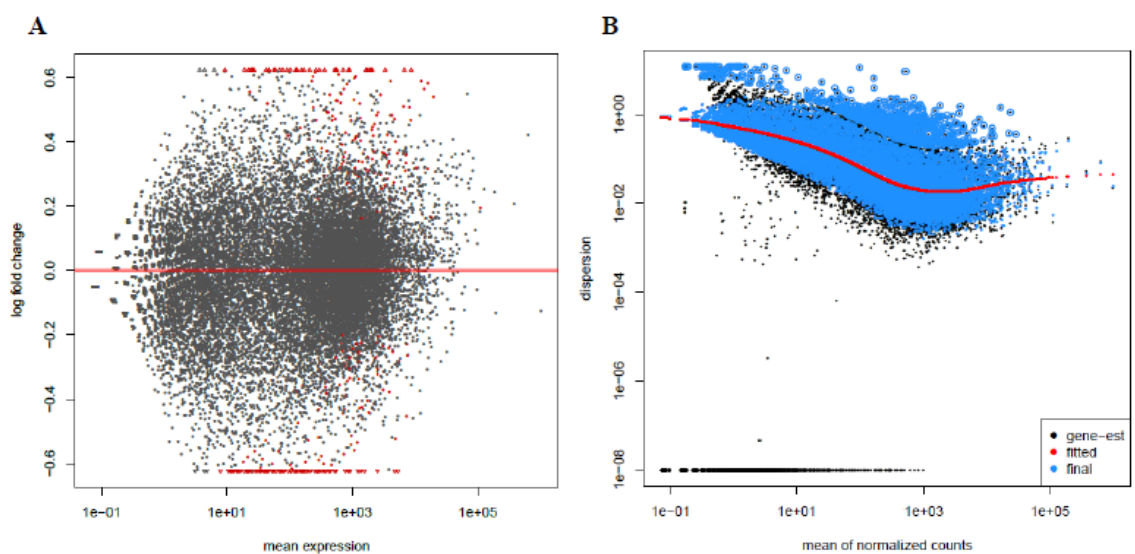 A
log fold change
0.6
0.4
0.2
0.0
−0.2
−0.4
−0.6
1e−01
1e+01
1e+03
1e+05
mean expression
B
dispersion
1e+00
1e−02
1e−04
1e−06
1e−08
gene−est
fitted
final
1e−01
1e+01
1e+03
1e+05
mean of normalized counts